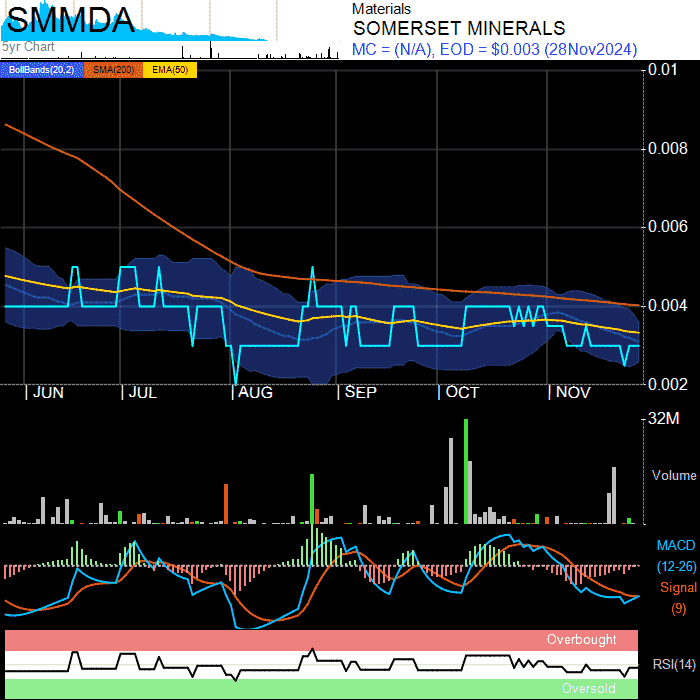 SMMDA
5yr Chart
Materials
SOMERSET MINERALS
MC = (N/A), EOD = $0.003 (28Nov2024)
BollBands(20,2) SMA(200) EMA(50)
0.01
0.008
0.006
0.004
0.002
JUN JUL AUG SEP OCT NOV
32M
Volume
MACD
(12-26)
Signal
(9)
Overbought
RSI(14)
Oversold